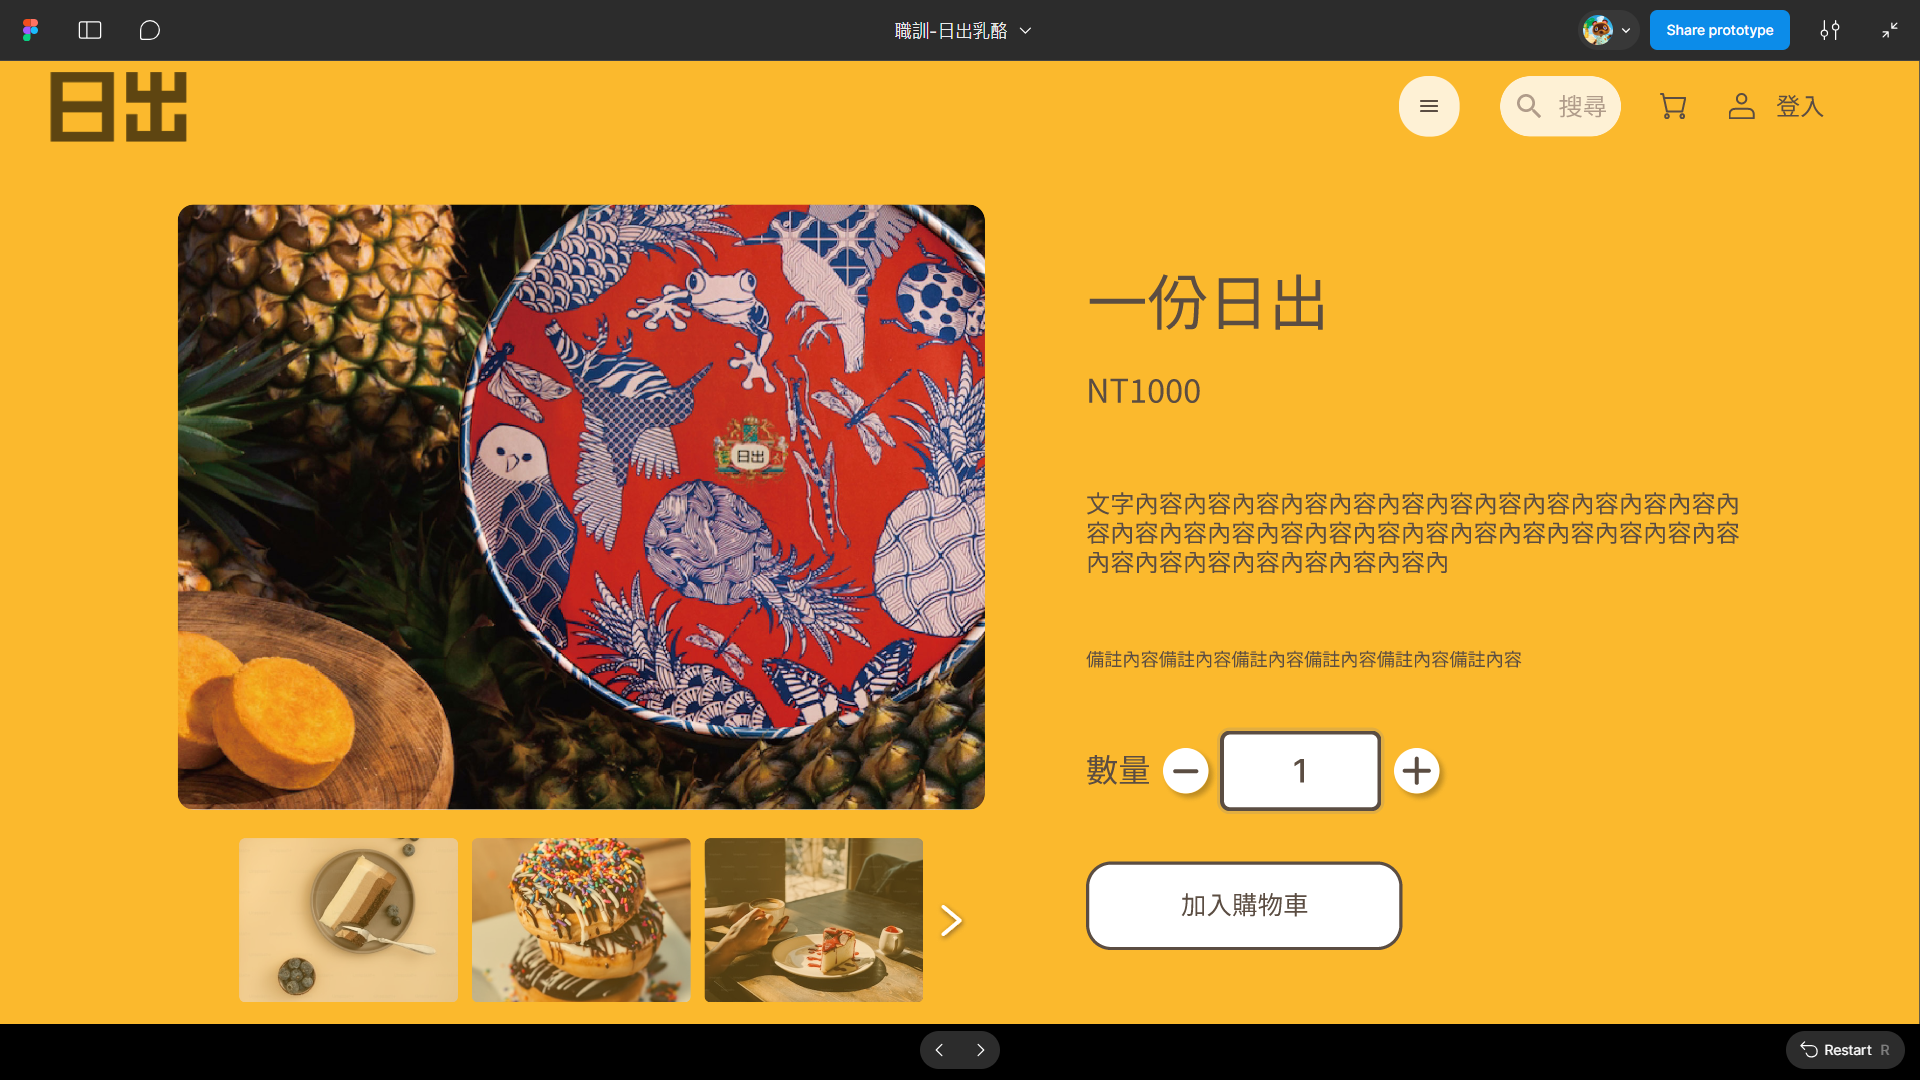 職訓-日出乳酪
Share prototype
日出
搜尋
登入
日出
一份日出
NT1000
文字內容內容內容內容內容內容內容內容內容內容內容內容內
容內容內容內容內容內容內容內容內容內容內容內容內容內容
內容內容內容內容內容內容內容內
備註內容備註內容備註內容備註內容備註內容備註內容
數量
1
加入購物車
Restart R